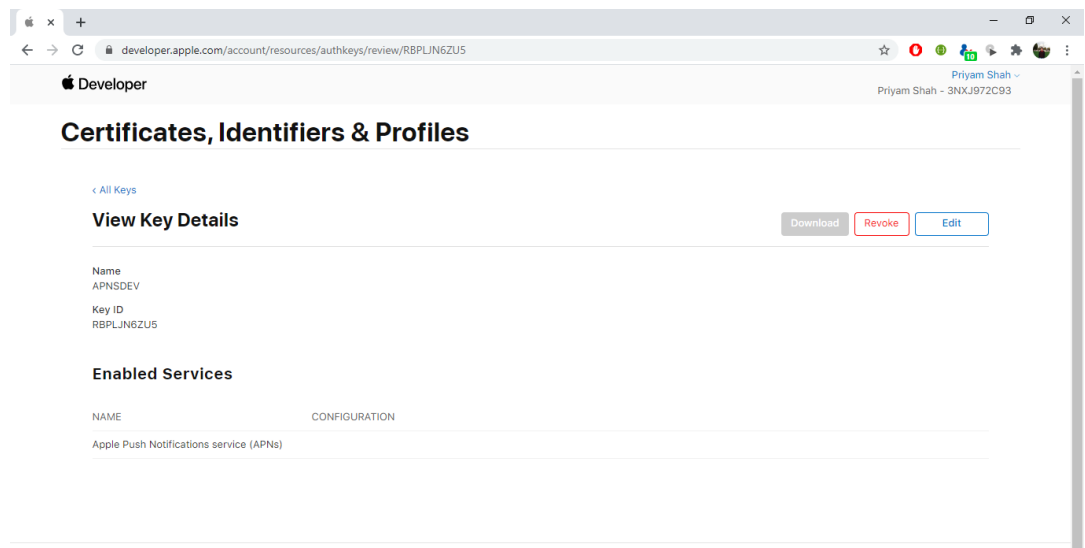 developer.apple.com/account/resources/authkeys/review/RBPLJN6ZU5
10
Developer
Priyam Shah
Priyam Shah - 3NXJ972C93
Certificates, Identifiers & Profiles
‹ All Keys
View Key Details
Download Revoke Edit
Name
APNSDEV
Key ID
RBPLJN6ZU5
Enabled Services
NAME CONFIGURATION
Apple Push Notifications service (APNs)